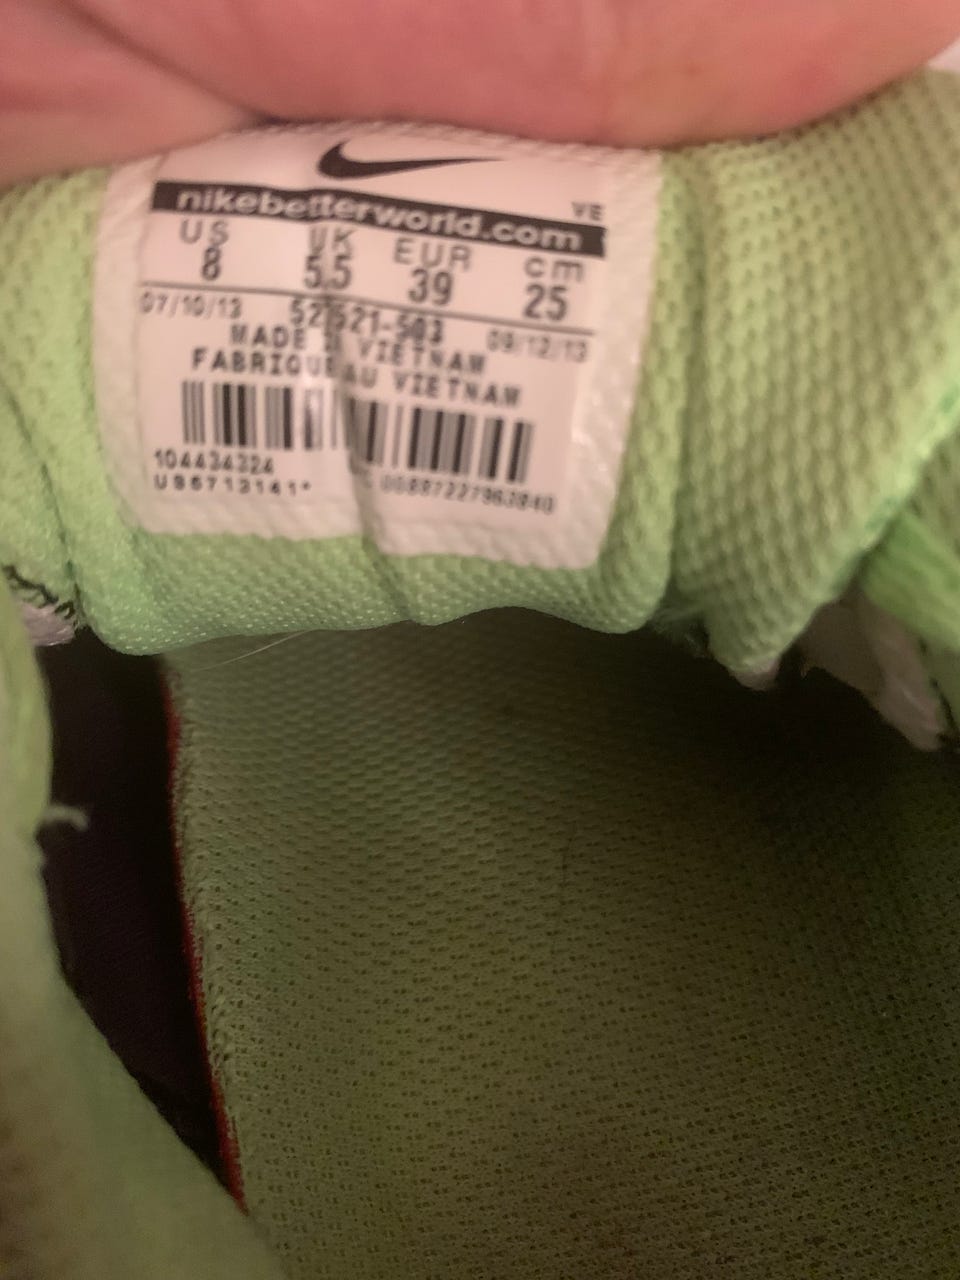 nikebetterworld.com VE
US UK EUR cm
8 5.5 39 25
07/10/13 09/12/13
MADE VIETNAM
FABRIQUE AU VIETNAM
104434324
00887227963840